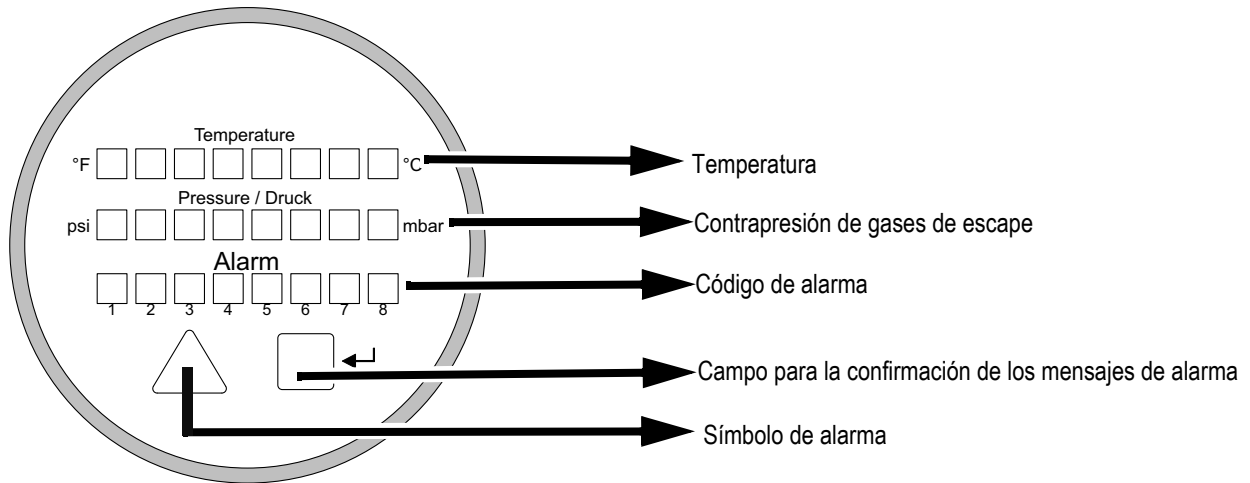 Temperature
°F °C
Temperatura
Pressure / Druck
psi mbar
Contrapresión de gases de escape
Alarm
Código de alarma
1 2 3 4 5 6 7 8
Campo para la confirmación de los mensajes de alarma
Símbolo de alarma